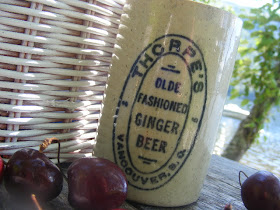 THORPE'S
OLDE
FASHIONED
GINGER
BEER
VANCOUVER, B.C.